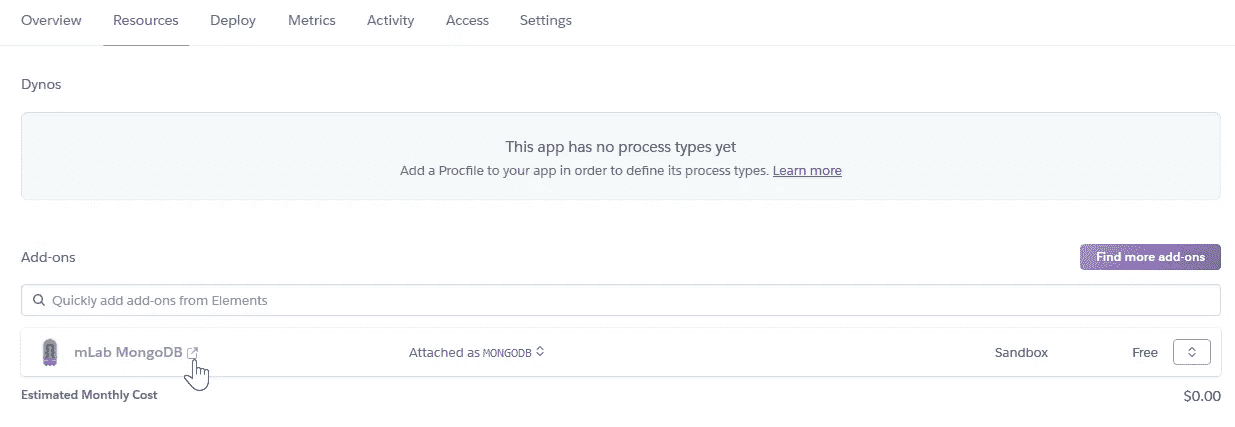 Overview Resources Deploy Metrics Activity Access Settings
Dynos
This app has no process types yet
Add a Procfile to your app in order to define its process types. Learn more
Add-ons Find more add-ons
Quickly add add-ons from Elements
mLab MongoDB Attached as MONGODB Sandbox Free
Estimated Monthly Cost $0.00